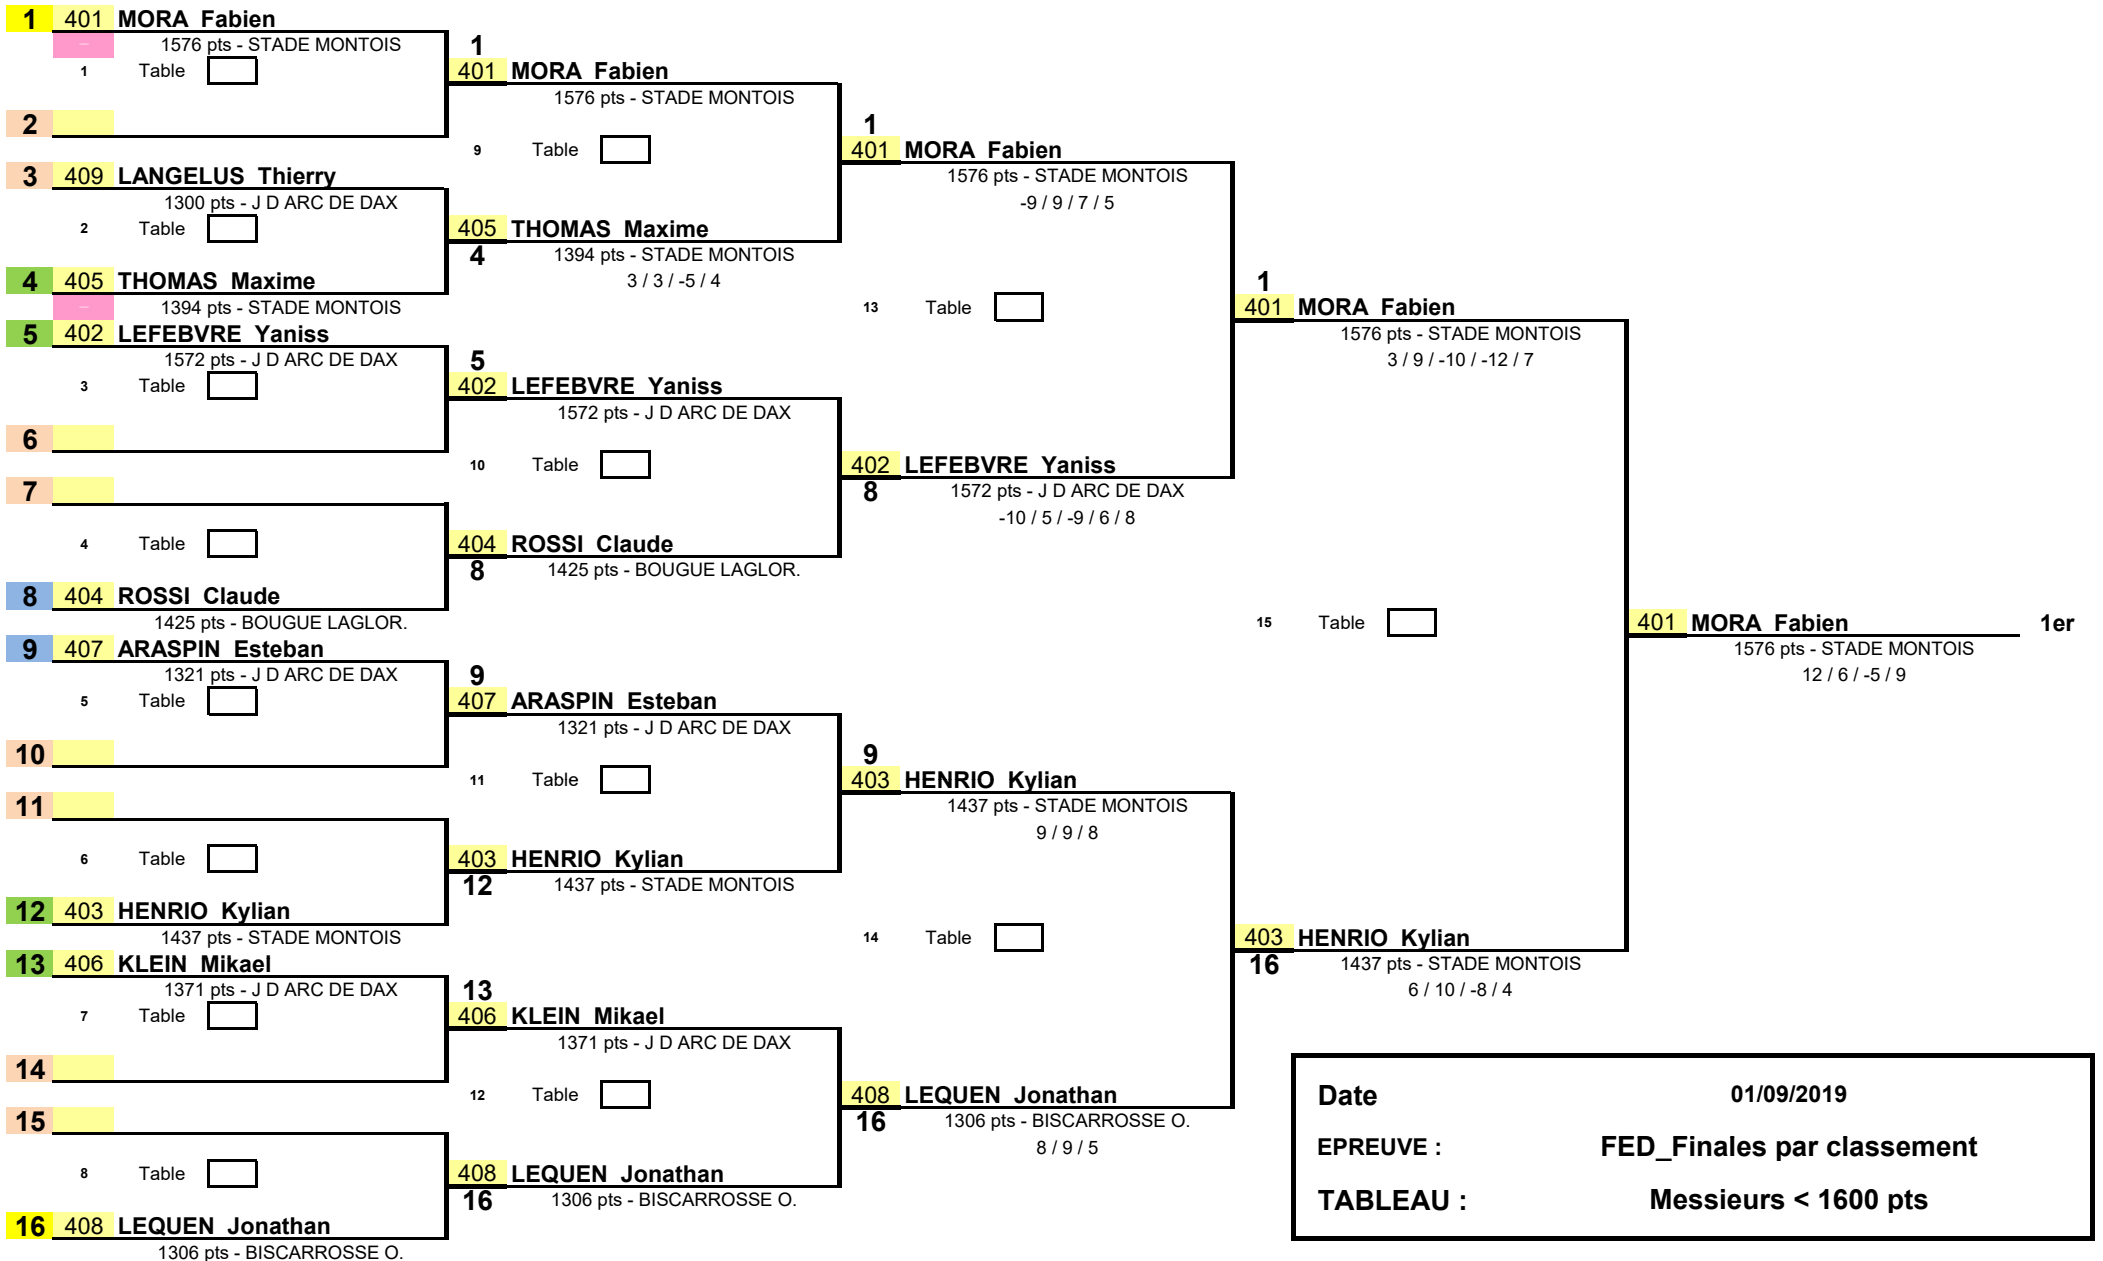 1 401 MORA Fabien
1576 pts - STADE MONTOIS
1 Table
2
3 409 LANGELUS Thierry
1300 pts - J D ARC DE DAX
2 Table
4 405 THOMAS Maxime
1394 pts - STADE MONTOIS
5 402 LEFEBVRE Yaniss
1572 pts - J D ARC DE DAX
3 Table
6
7
4 Table
8 404 ROSSI Claude
1425 pts - BOUGUE LAGLOR.
9 407 ARASPIN Esteban
1321 pts - J D ARC DE DAX
5 Table
10
11
6 Table
12 403 HENRIO Kylian
1437 pts - STADE MONTOIS
13 406 KLEIN Mikael
1371 pts - J D ARC DE DAX
7 Table
14
15
8 Table
16 408 LEQUEN Jonathan
1306 pts - BISCARROSSE O.
1
401 MORA Fabien
1576 pts - STADE MONTOIS
9 Table
405 THOMAS Maxime
4 1394 pts - STADE MONTOIS
3 / 3 / -5 / 4
5
402 LEFEBVRE Yaniss
1572 pts - J D ARC DE DAX
10 Table
404 ROSSI Claude
8 1425 pts - BOUGUE LAGLOR.
9
407 ARASPIN Esteban
1321 pts - J D ARC DE DAX
11 Table
403 HENRIO Kylian
12 1437 pts - STADE MONTOIS
13
406 KLEIN Mikael
1371 pts - J D ARC DE DAX
12 Table
408 LEQUEN Jonathan
16 1306 pts - BISCARROSSE O.
1
401 MORA Fabien
1576 pts - STADE MONTOIS
-9 / 9 / 7 / 5
13 Table
402 LEFEBVRE Yaniss
8 1572 pts - J D ARC DE DAX
-10 / 5 / -9 / 6 / 8
9
403 HENRIO Kylian
1437 pts - STADE MONTOIS
9 / 9 / 8
14 Table
408 LEQUEN Jonathan
16 1306 pts - BISCARROSSE O.
8 / 9 / 5
1
401 MORA Fabien
1576 pts - STADE MONTOIS
3 / 9 / -10 / -12 / 7
15 Table
403 HENRIO Kylian
16 1437 pts - STADE MONTOIS
6 / 10 / -8 / 4
401 MORA Fabien 1er
1576 pts - STADE MONTOIS
12 / 6 / -5 / 9
Date 01/09/2019
EPREUVE : FED_Finales par classement
TABLEAU : Messieurs < 1600 pts